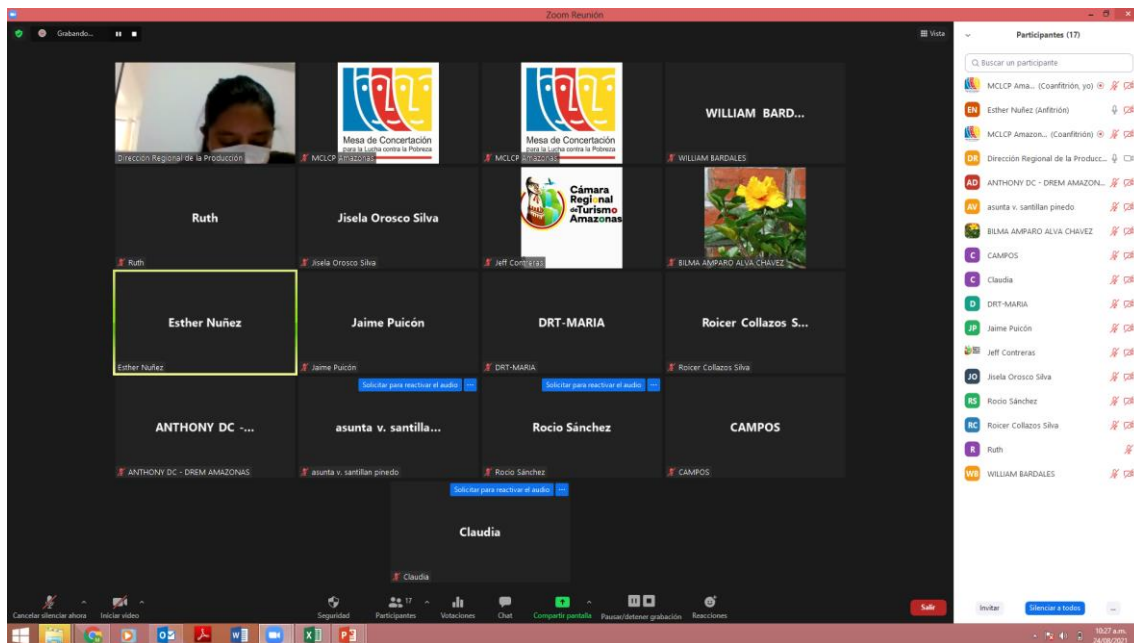 Zoom Reunión
Grabando...
Vista
Dirección Regional de la Producción
Mesa de Concertación
para la Lucha contra la Pobreza
MCLCP Amazonas
Mesa de Concertación
para la Lucha contra la Pobreza
MCLCP Amazonas
WILLIAM BARD...
WILLIAM BARDALES
Ruth
Ruth
Jisela Orosco Silva
Jisela Orosco Silva
Cámara
Regional
de Turismo
Amazonas
Jeff Contreras
BILMA AMPARO ALVA CHAVEZ
Esther Nuñez
Esther Nuñez
Jaime Puicón
Jaime Puicón
DRT-MARIA
DRT-MARIA
Roicer Collazos S...
Roicer Collazos Silva
ANTHONY DC -...
ANTHONY DC - DREM AMAZONAS
Solicitar para reactivar el audio ...
asunta v. santilla...
asunta v. santillan pinedo
Solicitar para reactivar el audio ...
Rocio Sánchez
Rocio Sánchez
CAMPOS
CAMPOS
Solicitar para reactivar el audio ...
Claudia
Claudia
Cancelar silenciar ahora
Iniciar video
Seguridad
17
Participantes
Votaciones
Chat
Compartir pantalla
Pausar/detener grabación
Reacciones
Salir
Participantes (17)
Buscar un participante
MCLCP Ama... (Coanfitrión, yo)
EN Esther Nuñez (Anfitrión)
MCLCP Amazon... (Coanfitrión)
DR Dirección Regional de la Producc...
AD ANTHONY DC - DREM AMAZON...
AV asunta v. santillan pinedo
BILMA AMPARO ALVA CHAVEZ
C CAMPOS
C Claudia
D DRT-MARIA
JP Jaime Puicón
Jeff Contreras
JO Jisela Orosco Silva
RS Rocio Sánchez
RC Roicer Collazos Silva
R Ruth
WB WILLIAM BARDALES
Invitar
Silenciar a todos
...
10:27 a.m.
24/08/2021